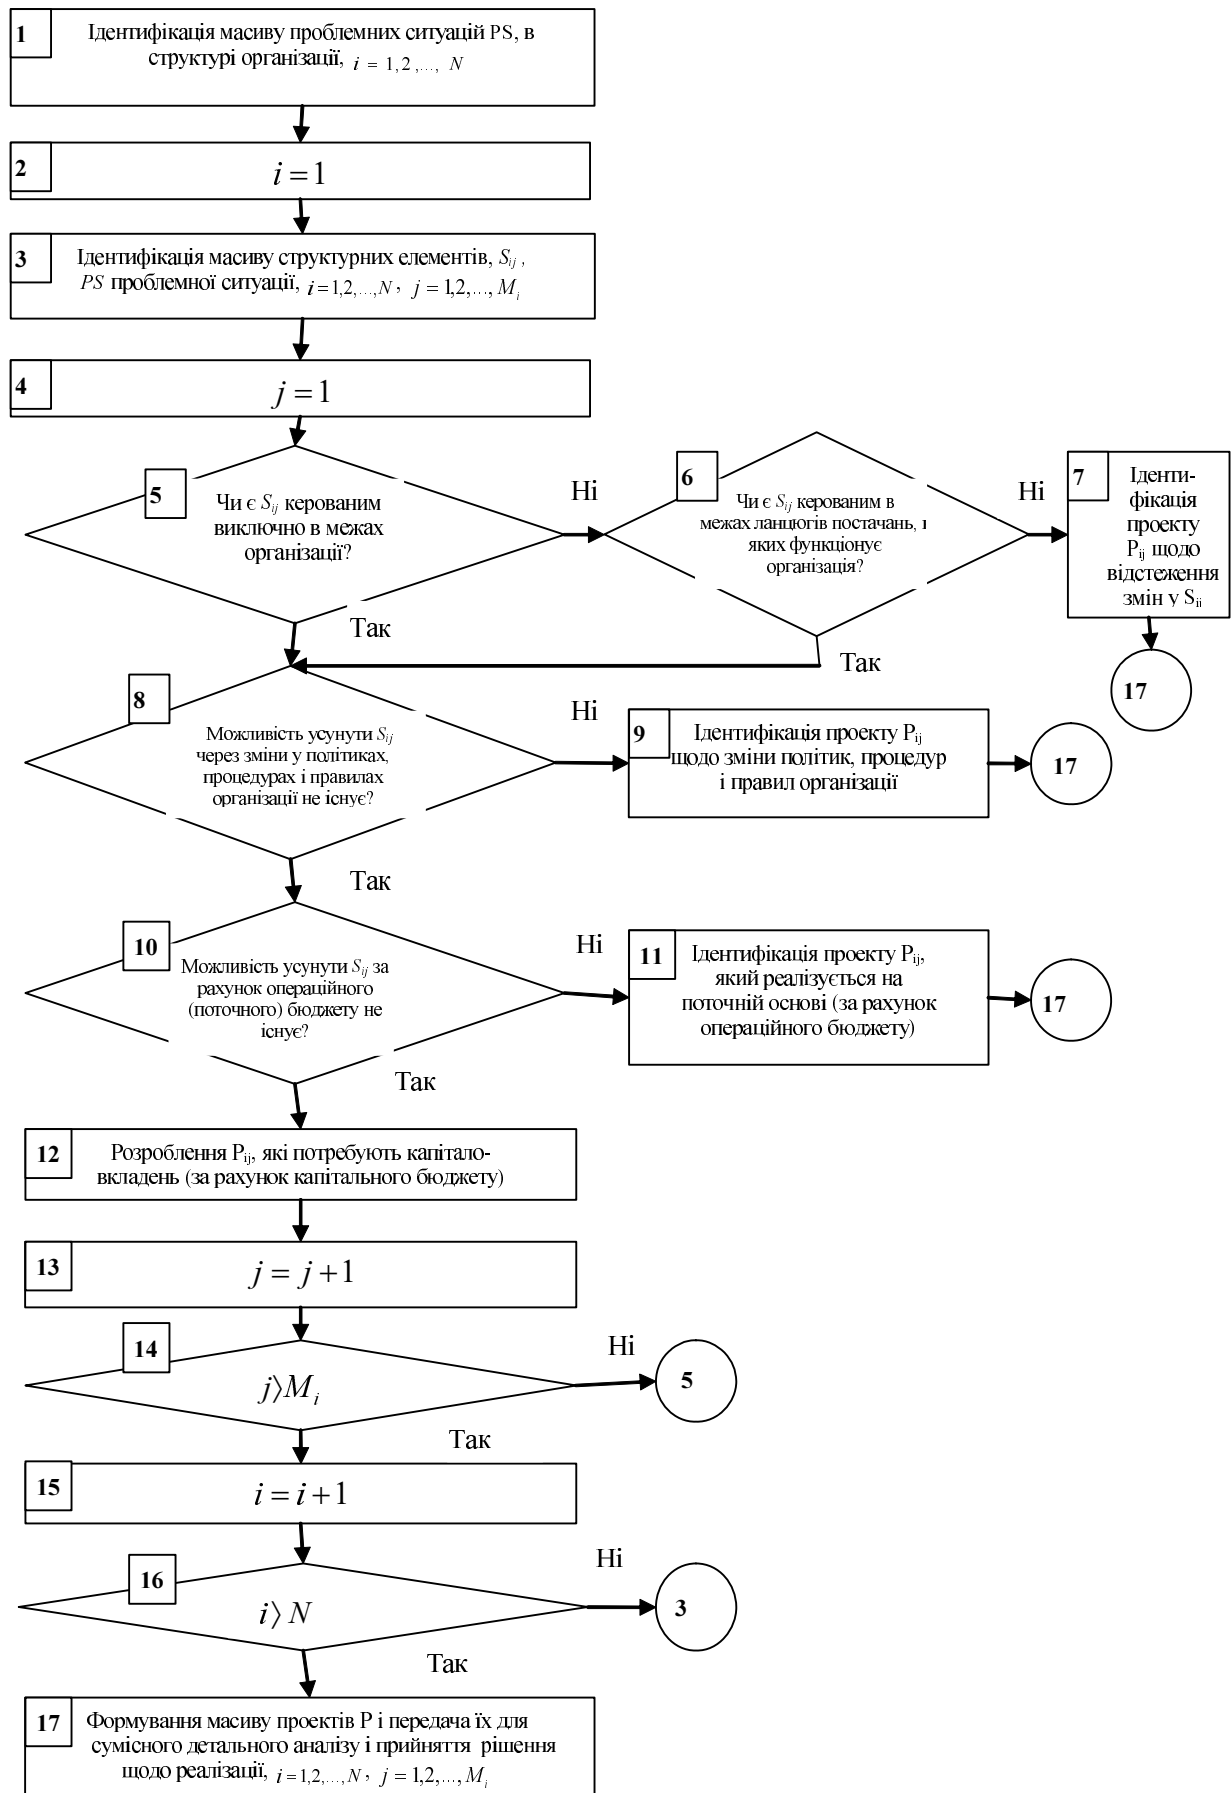 1
Ідентифікація масиву проблемних ситуацій PS, в
структурі організації, i = 1,2,..., N
2
i = 1
3
Ідентифікація масиву структурних елементів, Sij ,
PS проблемної ситуації, i=1,2,...,N, j = 1,2,..., Mi
4
j = 1
5
Чи є Sij керованим
виключно в межах
організації?
Ні
Так
6
Чи є Sij керованим в
межах ланцюгів постачань, і
яких функціонує
організація?
Ні
Так
7
Іденти-
фікація
проекту
Pij щодо
відстеження
змін у Sij
17
8
Можливість усунути Sij
через зміни у політиках,
процедурах і правилах
організації не існує?
Ні
Так
9
Ідентифікація проекту Pij
щодо зміни політик, процедур
і правил організації
17
10
Можливість усунути Sij за
рахунок операційного
(поточного) бюджету не
існує?
Ні
Так
11
Ідентифікація проекту Pij,
який реалізується на
поточній основі (за рахунок
операційного бюджету)
17
12
Розроблення Pij, які потребують капітало-
вкладень (за рахунок капітального бюджету)
13
j = j +1
14
j⟩Mi
Ні
5
Так
15
i = i +1
16
i⟩ N
Ні
3
Так
17
Формування масиву проектів P і передача їх для
сумісного детального аналізу і прийняття рішення
щодо реалізації, i=1,2,...,N, j = 1,2,..., Mi